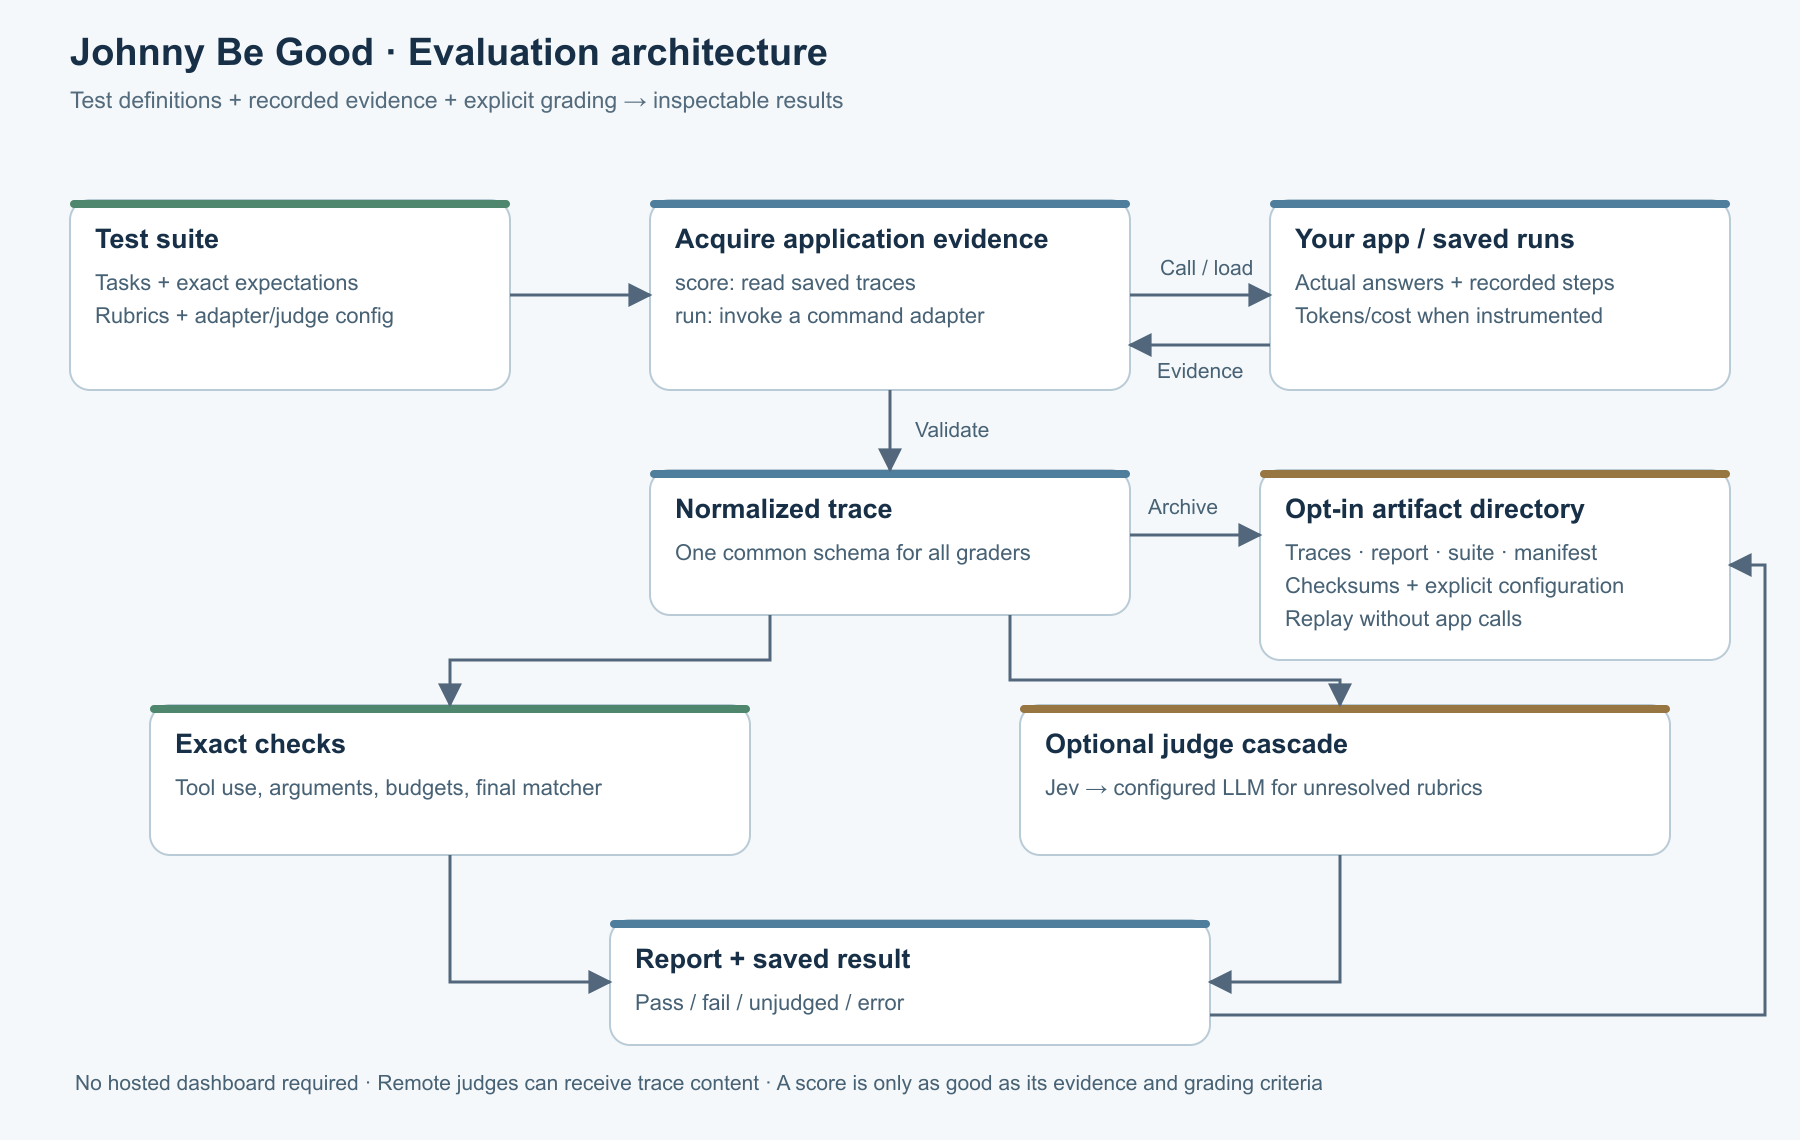 Johnny Be Good · Evaluation architecture
Test definitions + recorded evidence + explicit grading → inspectable results
Test suite
Tasks + exact expectations
Rubrics + adapter/judge config
Acquire application evidence
score: read saved traces
run: invoke a command adapter
Call / load
Evidence
Your app / saved runs
Actual answers + recorded steps
Tokens/cost when instrumented
Validate
Normalized trace
One common schema for all graders
Archive
Opt-in artifact directory
Traces · report · suite · manifest
Checksums + explicit configuration
Replay without app calls
Exact checks
Tool use, arguments, budgets, final matcher
Optional judge cascade
Jev → configured LLM for unresolved rubrics
Report + saved result
Pass / fail / unjudged / error
No hosted dashboard required · Remote judges can receive trace content · A score is only as good as its evidence and grading criteria